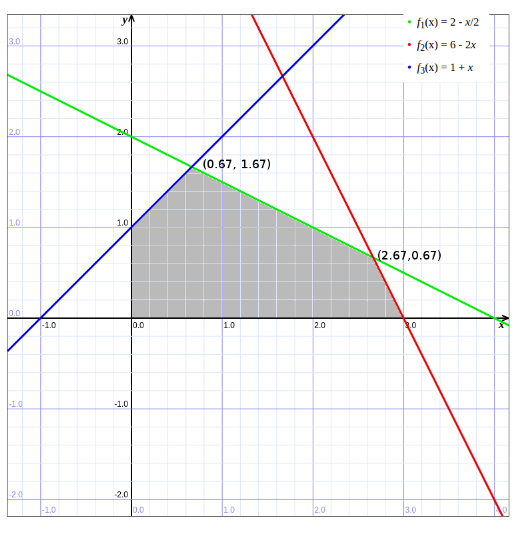 y
f1(x) = 2 - x/2
f2(x) = 6 - 2x
f3(x) = 1 + x
3.0 3.0
2.0 2.0
(0.67, 1.67)
1.0 1.0
(2.67,0.67)
0.0
-1.0 0.0 1.0 2.0 3.0 x
-1.0 -1.0
-2.0 -2.0
-1.0 0.0 1.0 2.0 3.0 4.0